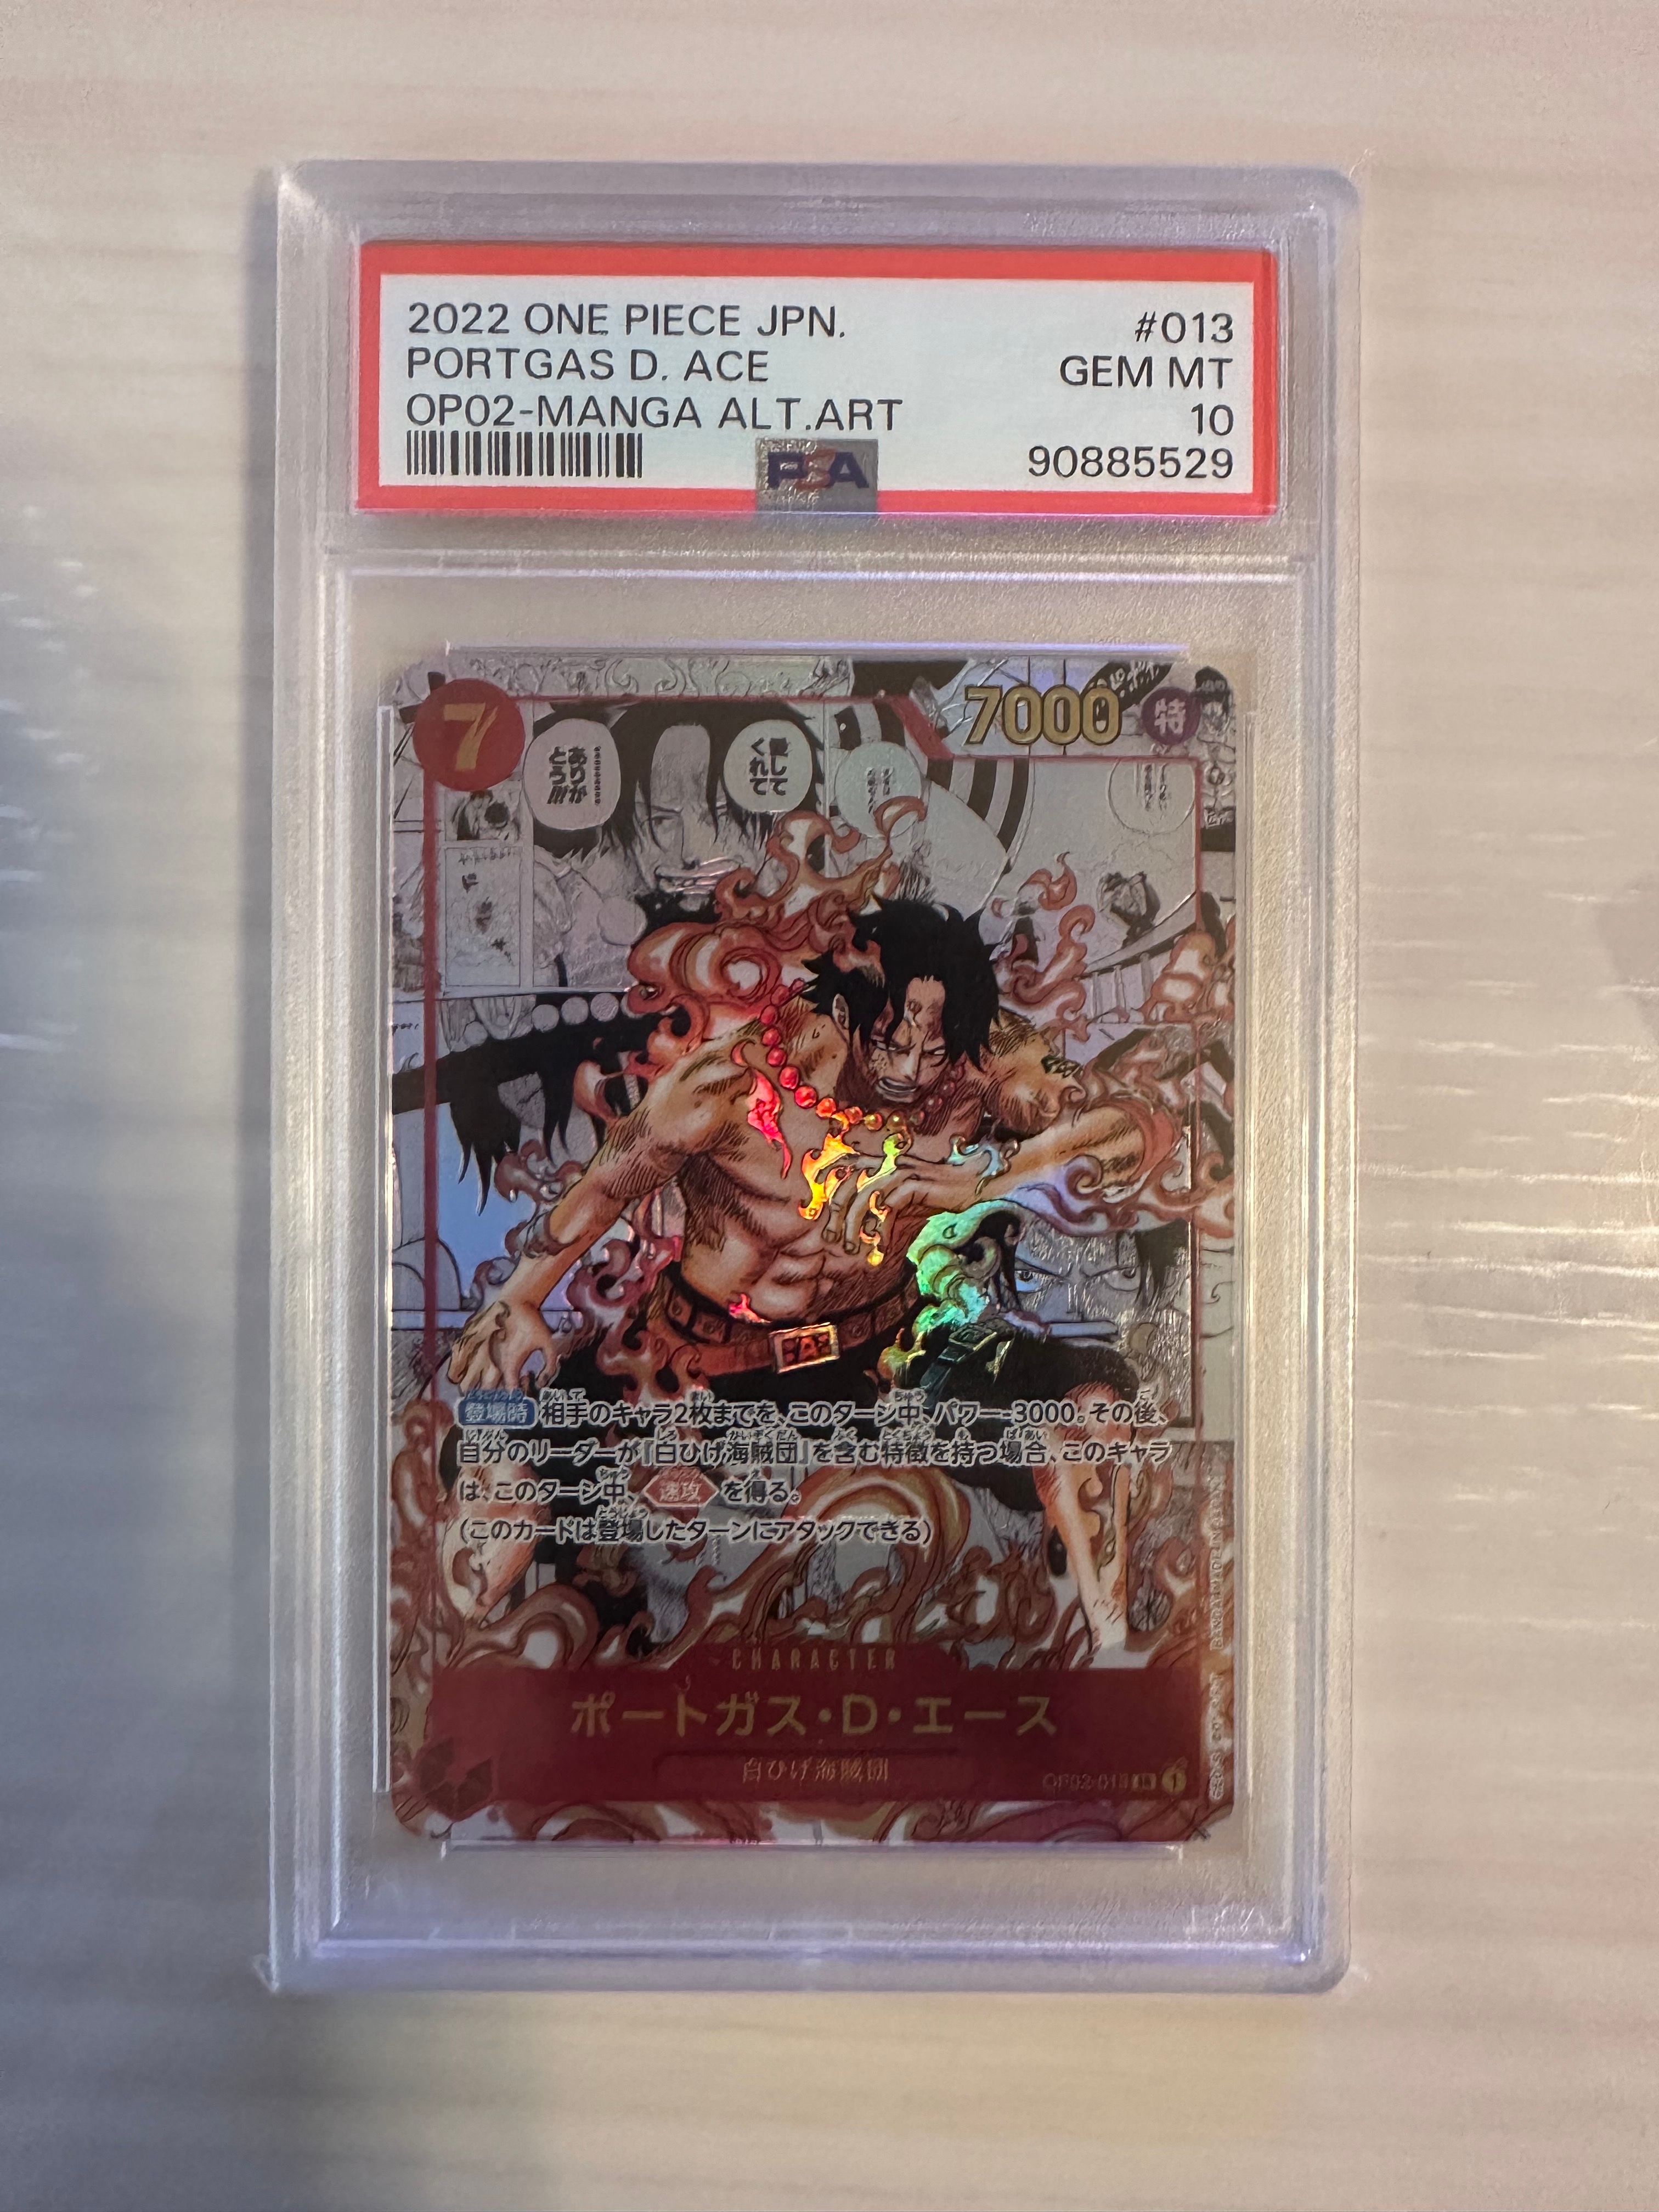 2022 ONE PIECE JPN.
#013
PORTGAS D. ACE
GEM MT
OP02-MANGA ALT.ART
10
PSA
90885529
7
7000
特
愛して
くれて
ありが
とう!!!
登場時 相手のキャラ2枚までを、このターン中、パワー-3000。その後、
自分のリーダーが『白ひげ海賊団』を含む特徴を持つ場合、このキャラ
は、このターン中、速攻を得る。
(このカードは登場したターンにアタックできる)
CHARACTER
ポートガス・D・エース
白ひげ海賊団
OP02-013 SR 1